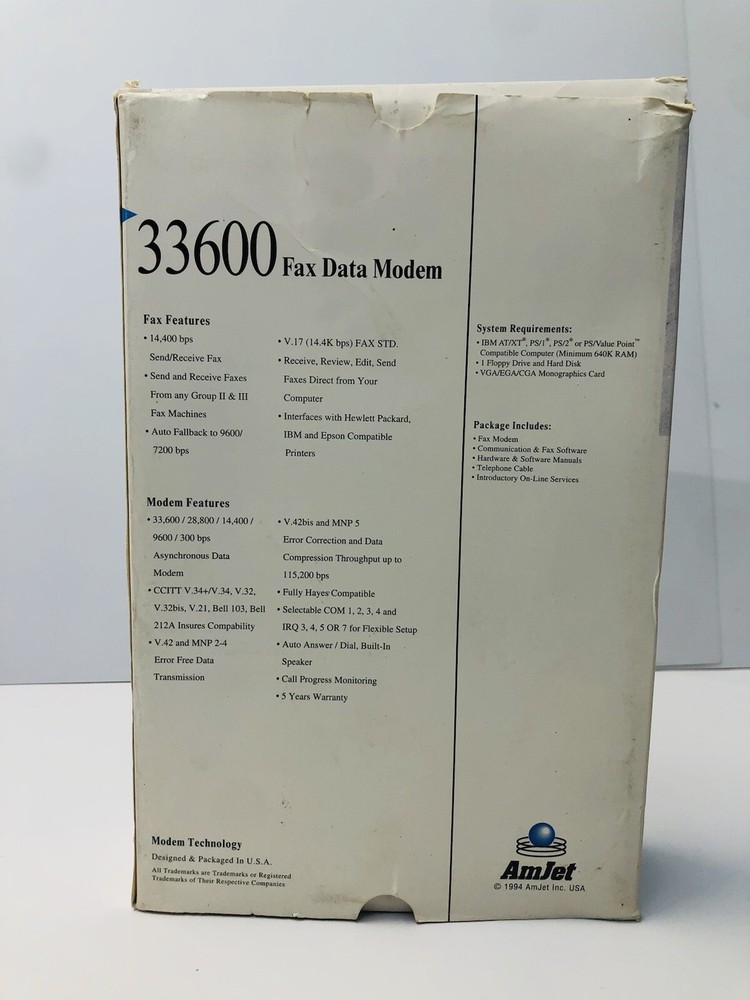 33600 Fax Data Modem
Fax Features
• 14,400 bps
Send/Receive Fax
• Send and Receive Faxes
From any Group II & III
Fax Machines
• Auto Fallback to 9600/
7200 bps
• V.17 (14.4K bps) FAX STD.
• Receive, Review, Edit, Send
Faxes Direct from Your
Computer
• Interfaces with Hewlett Packard,
IBM and Epson Compatible
Printers
Modem Features
• 33,600 / 28,800 / 14,400 /
9600 / 300 bps
Asynchronous Data
Modem
• CCITT V.34+/V.34, V.32,
V.32bis, V.21, Bell 103, Bell
212A Insures Compability
• V.42 and MNP 2-4
Error Free Data
Transmission
• V.42bis and MNP 5
Error Correction and Data
Compression Throughput up to
115,200 bps
• Fully Hayes Compatible
• Selectable COM 1, 2, 3, 4 and
IRQ 3, 4, 5 OR 7 for Flexible Setup
• Auto Answer / Dial, Built-In
Speaker
• Call Progress Monitoring
• 5 Years Warranty
Modem Technology
Designed & Packaged In U.S.A.
All Trademarks are Trademarks or Registered
Trademarks of Their Respective Companies
System Requirements:
• IBM AT/XT®, PS/1®, PS/2® or PS/Value Point™
Compatible Computer (Minimum 640K RAM)
• 1 Floppy Drive and Hard Disk
• VGA/EGA/CGA Monographics Card
Package Includes:
• Fax Modem
• Communication & Fax Software
• Hardware & Software Manuals
• Telephone Cable
• Introductory On-Line Services
AmJet
© 1994 AmJet Inc. USA